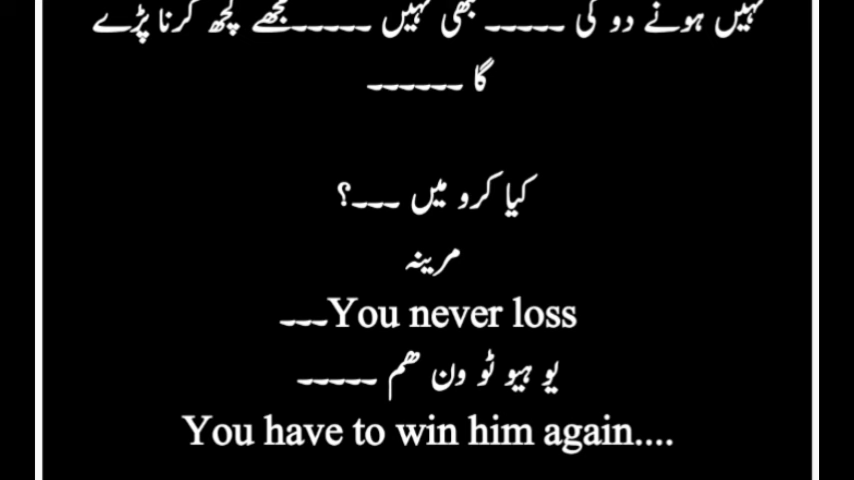 نہیں ہونے دو گی ۔۔۔۔۔ کبھی نہیں ۔۔۔۔۔ مجھے کچھ کرنا پڑے
گا ۔۔۔۔۔۔
کیا کرو میں ۔۔۔؟
مرینہ
You never loss۔۔۔
یو ہیو ٹو ون ھم ۔۔۔۔۔
You have to win him again....